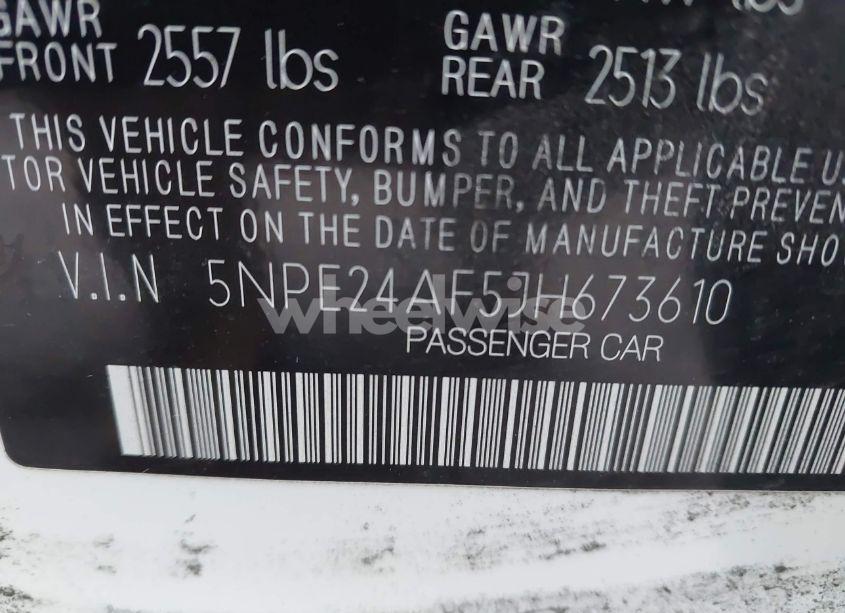 GAWR FRONT 2557 lbs GAWR REAR 2513 lbs
THIS VEHICLE CONFORMS TO ALL APPLICABLE U.
TOR VEHICLE SAFETY, BUMPER, AND THEFT PREVEN
IN EFFECT ON THE DATE OF MANUFACTURE SHO
V.I.N 5NPE24AF5JH673610
wheelwise
PASSENGER CAR